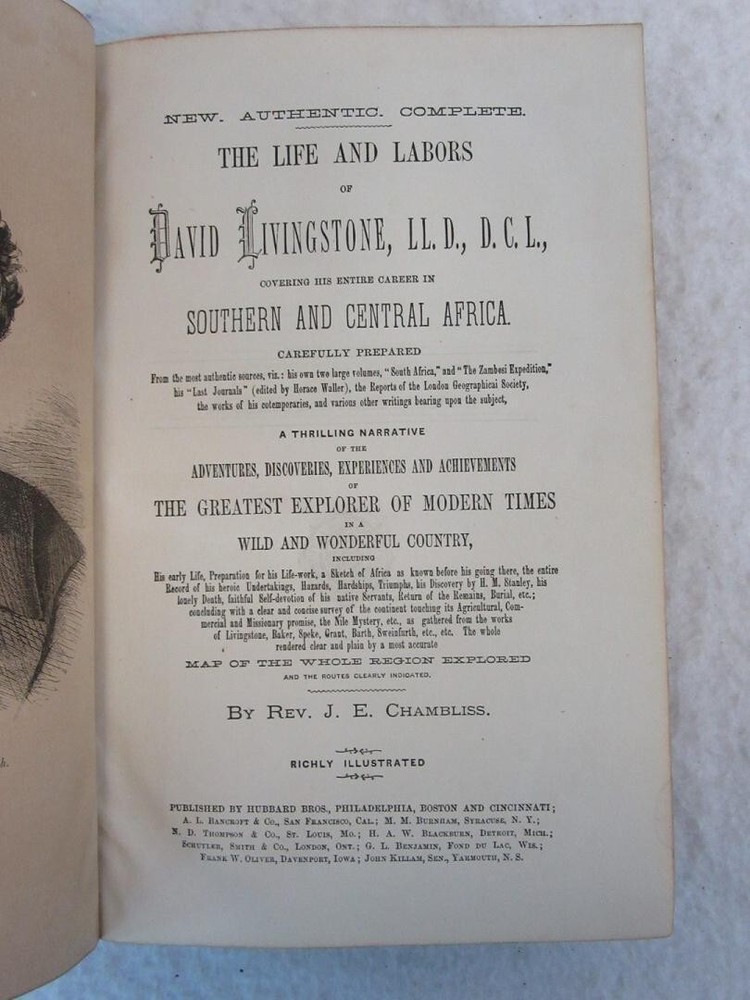 NEW. AUTHENTIC. COMPLETE.
THE LIFE AND LABORS
OF
DAVID LIVINGSTONE, LL. D., D. C. L.,
COVERING HIS ENTIRE CAREER IN
SOUTHERN AND CENTRAL AFRICA.
CAREFULLY PREPARED
From the most authentic sources, viz.: his own two large volumes, "South Africa," and "The Zambesi Expedition,"
his "Last Journals" (edited by Horace Waller), the Reports of the London Geographical Society,
the works of his cotemporaries, and various other writings bearing upon the subject,
A THRILLING NARRATIVE
OF THE
ADVENTURES, DISCOVERIES, EXPERIENCES AND ACHIEVEMENTS
OF
THE GREATEST EXPLORER OF MODERN TIMES
IN A
WILD AND WONDERFUL COUNTRY,
INCLUDING
His early Life, Preparation for his Life-work, a Sketch of Africa as known before his going there, the entire
Record of his heroic Undertakings, Hazards, Hardships, Triumphs, his Discovery by H. M. Stanley, his
lonely Death, faithful Self-devotion of his native Servants, Return of the Remains, Burial, etc.;
concluding with a clear and concise survey of the continent touching its Agricultural, Com-
mercial and Missionary promise, the Nile Mystery, etc., as gathered from the works
of Livingstone, Baker, Speke, Grant, Barth, Sweinfurth, etc., etc. The whole
rendered clear and plain by a most accurate
MAP OF THE WHOLE REGION EXPLORED
AND THE ROUTES CLEARLY INDICATED.
BY REV. J. E. CHAMBLISS.
RICHLY ILLUSTRATED
PUBLISHED BY HUBBARD BROS., PHILADELPHIA, BOSTON AND CINCINNATI;
A. L. BANCROFT & CO., SAN FRANCISCO, CAL.; M. M. BURNHAM, SYRACUSE, N. Y.;
N. D. THOMPSON & CO., ST. LOUIS, MO.; H. A. W. BLACKBURN, DETROIT, MICH.;
SCHUYLER, SMITH & CO., LONDON, ONT.; G. L. BENJAMIN, FOND DU LAC, WIS.;
FRANK W. OLIVER, DAVENPORT, IOWA; JOHN KILLAM, SEN., YARMOUTH, N. S.